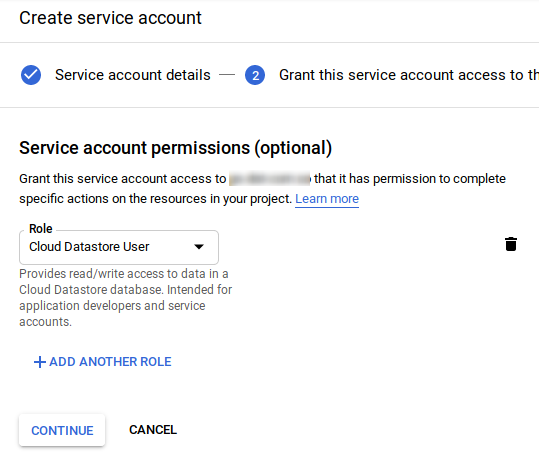 Create service account
Service account details
2 Grant this service account access to th
Service account permissions (optional)
Grant this service account access to so that it has permission to complete
specific actions on the resources in your project. Learn more
Role
Cloud Datastore User
Provides read/write access to data in a
Cloud Datastore database. Intended for
application developers and service
accounts.
ADD ANOTHER ROLE
CONTINUE
CANCEL